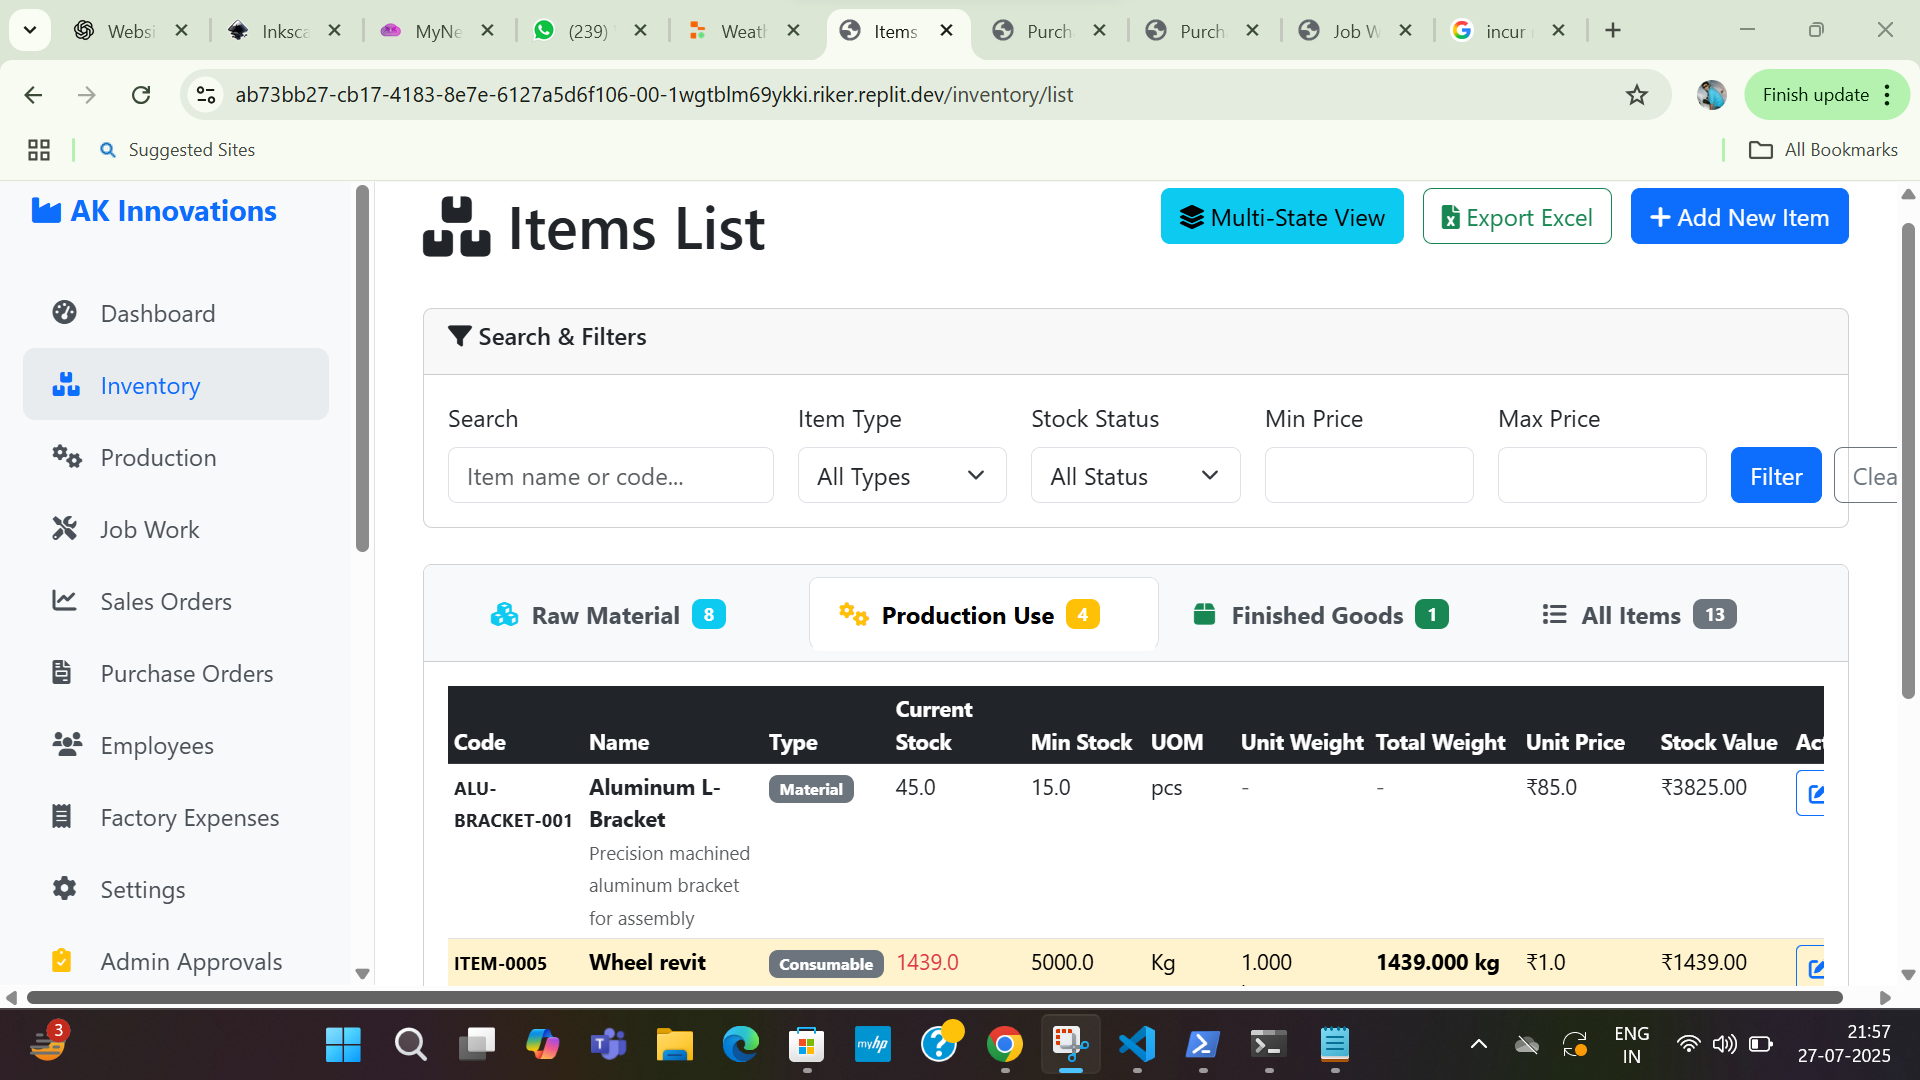 Websi
Inksca
MyNe
(239)
Weath
Items
Purch
Purch
Job W
incur
ab73bb27-cb17-4183-8e7e-6127a5d6f106-00-1wgtblm69ykki.riker.replit.dev/inventory/list
Finish update
Suggested Sites
All Bookmarks
AK Innovations
Dashboard
Inventory
Production
Job Work
Sales Orders
Purchase Orders
Employees
Factory Expenses
Settings
Admin Approvals
Items List
Multi-State View
Export Excel
+ Add New Item
Search & Filters
Search
Item Type
Stock Status
Min Price
Max Price
Item name or code...
All Types
All Status
Filter
Clea
Raw Material 8
Production Use 4
Finished Goods 1
All Items 13
Code Name Type Current Stock Min Stock UOM Unit Weight Total Weight Unit Price Stock Value Act
ALU-BRACKET-001 Aluminum L-Bracket Material 45.0 15.0 pcs - - ₹85.0 ₹3825.00
Precision machined
aluminum bracket
for assembly
ITEM-0005 Wheel revit Consumable 1439.0 5000.0 Kg 1.000 1439.000 kg ₹1.0 ₹1439.00
3
myhp
ENG
IN
21:57
27-07-2025